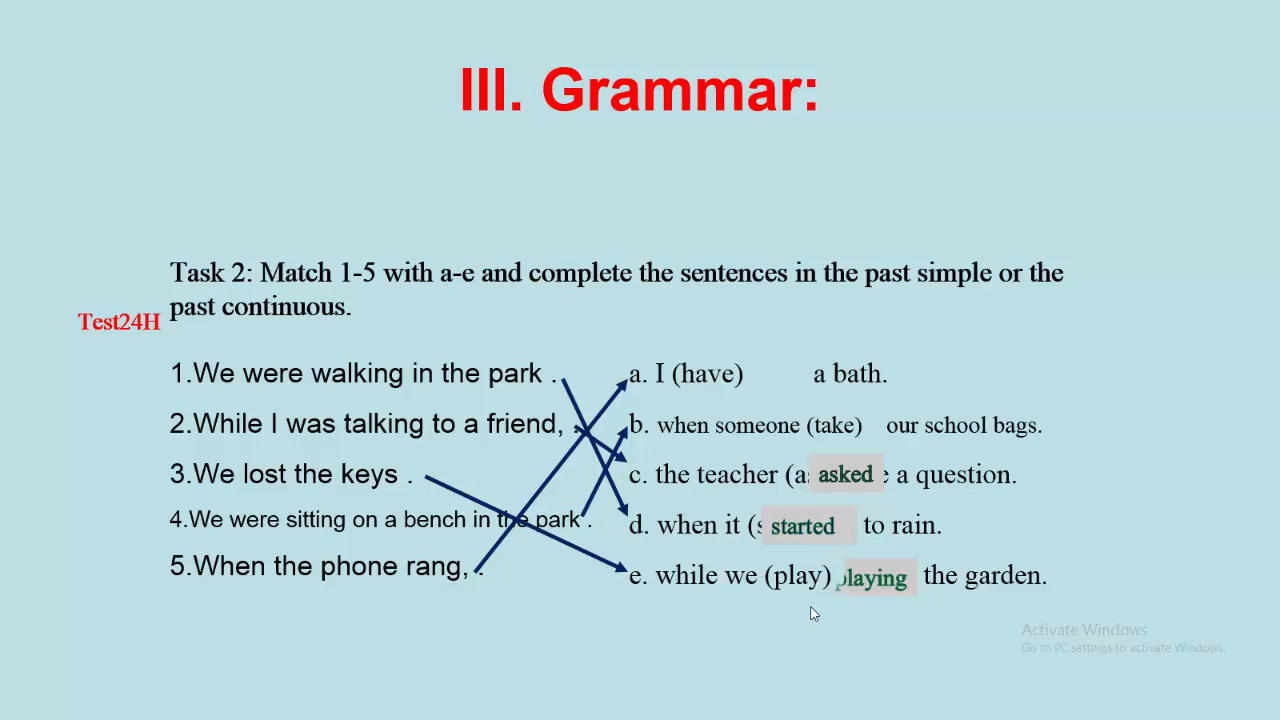 III. Grammar:
Task 2: Match 1-5 with a-e and complete the sentences in the past simple or the
past continuous.
Test24H
1.We were walking in the park .
a. I (have) a bath.
2.While I was talking to a friend,
b. when someone (take) our school bags.
3.We lost the keys .
c. the teacher asked a question.
4.We were sitting on a bench in the park .
d. when it started to rain.
5.When the phone rang, .
e. while we (play) playing the garden.
Activate Windows
Go to PC settings to activate Windows.